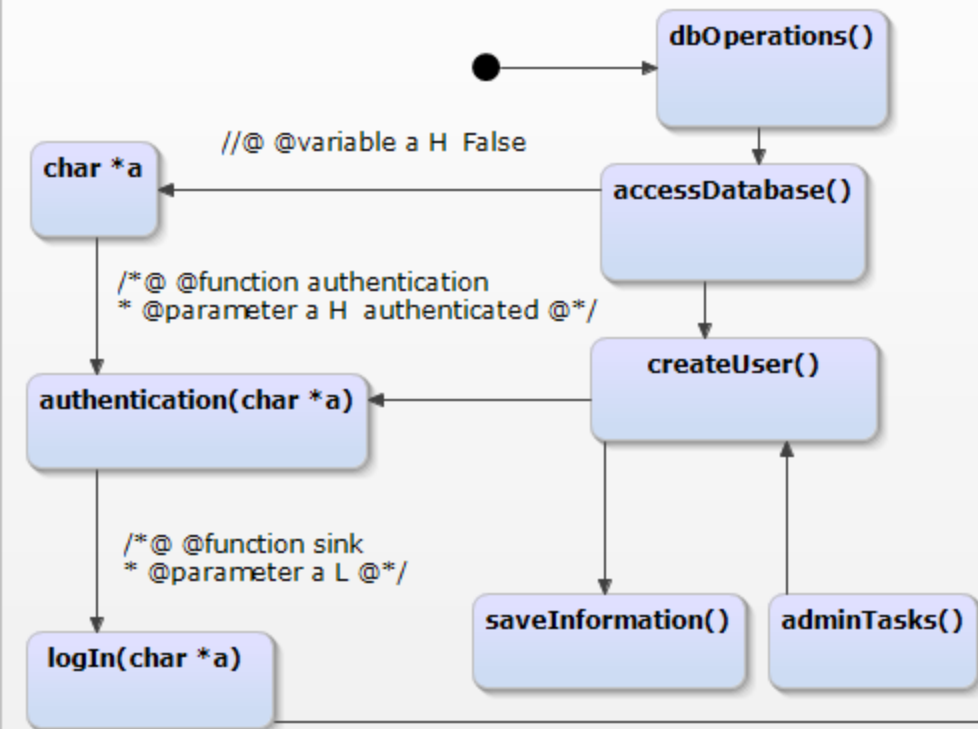 dbOperations()
//@ @variable a H  False
char *a
accessDatabase()
/*@ @function authentication
* @parameter a H  authenticated @*/
createUser()
authentication(char *a)
/*@ @function sink
* @parameter a L @*/
saveInformation()
adminTasks()
logIn(char *a)